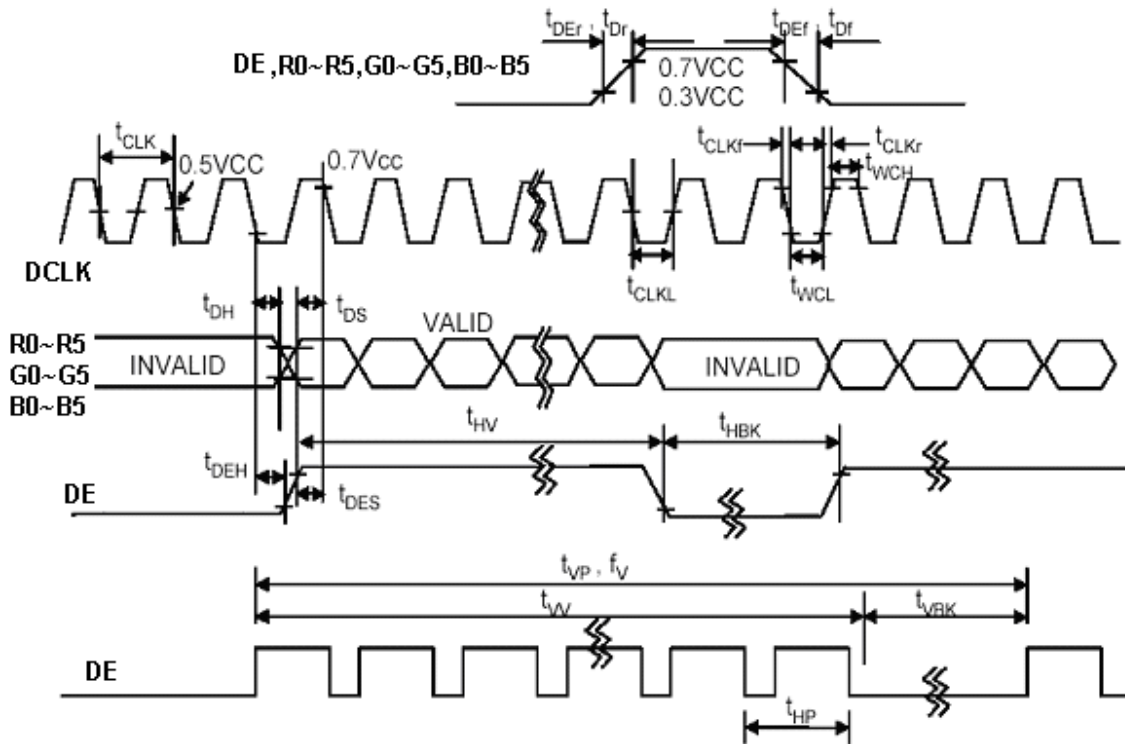 tDEr , tDr
tDEf , tDf
DE ,R0~R5,G0~G5,B0~B5
0.7VCC
0.3VCC
tCLK
0.5VCC
0.7Vcc
tCLKf
tCLKr
tWCH
DCLK
tCLKL
tWCL
tDH
tDS
VALID
R0~R5
G0~G5
B0~B5
INVALID
INVALID
tHV
tHBK
tDEH
DE
tDES
tVP , fV
tVV
tVBK
DE
tHP